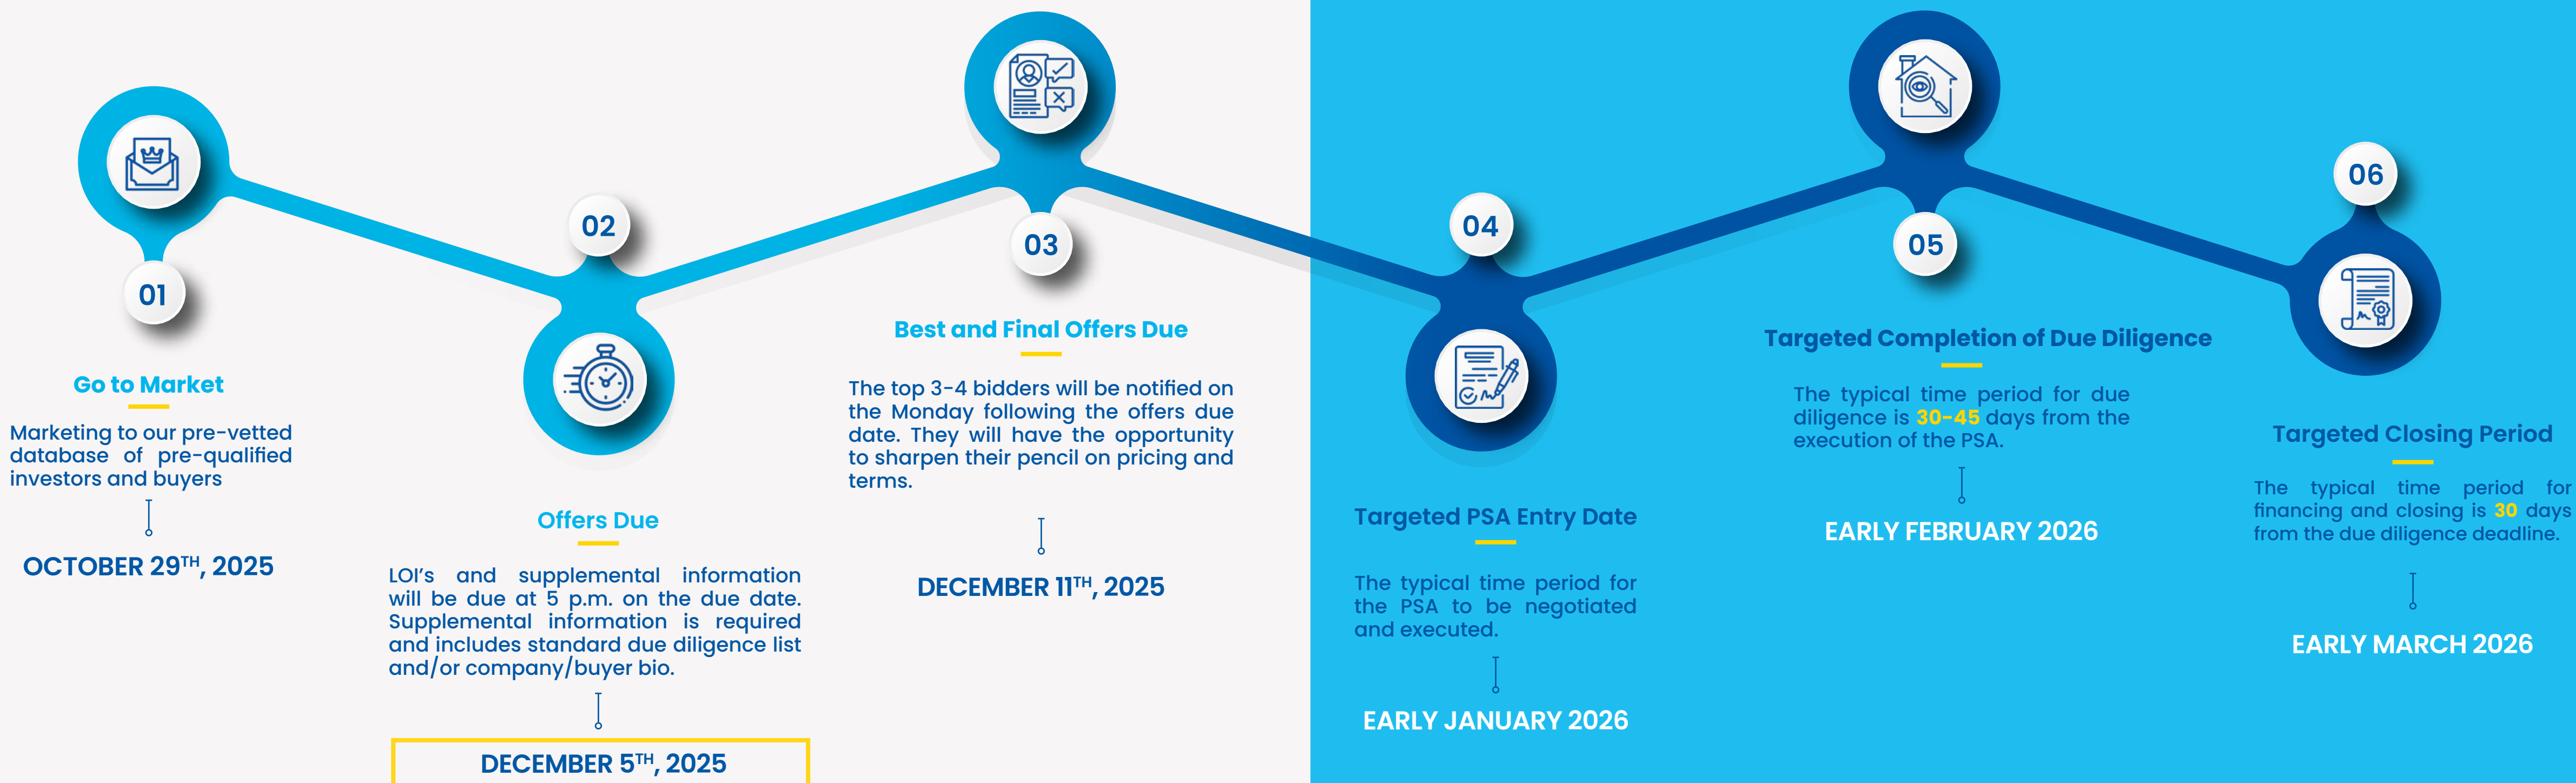 01
Go to Market
Marketing to our pre-vetted
database of pre-qualified
investors and buyers
OCTOBER 29TH, 2025
02
Offers Due
LOI's and supplemental information
will be due at 5 p.m. on the due date.
Supplemental information is required
and includes standard due diligence list
and/or company/buyer bio.
DECEMBER 5TH, 2025
03
Best and Final Offers Due
The top 3-4 bidders will be notified on
the Monday following the offers due
date. They will have the opportunity
to sharpen their pencil on pricing and
terms.
DECEMBER 11TH, 2025
04
Targeted PSA Entry Date
The typical time period for
the PSA to be negotiated
and executed.
EARLY JANUARY 2026
05
Targeted Completion of Due Diligence
The typical time period for due
diligence is 30-45 days from the
execution of the PSA.
EARLY FEBRUARY 2026
06
Targeted Closing Period
The typical time period for
financing and closing is 30 days
from the due diligence deadline.
EARLY MARCH 2026